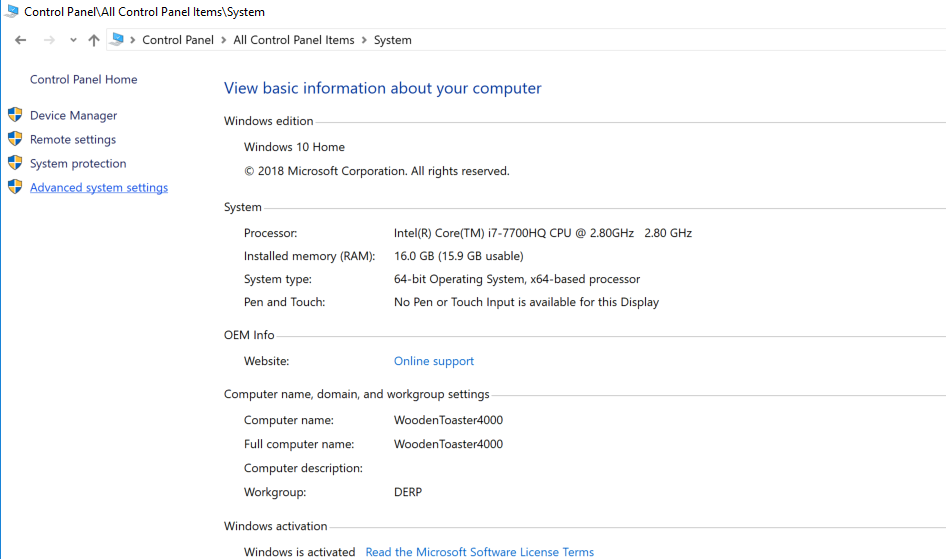 Control Panel\All Control Panel Items\System
Control Panel > All Control Panel Items > System
Control Panel Home
Device Manager
Remote settings
System protection
Advanced system settings
View basic information about your computer
Windows edition
Windows 10 Home
© 2018 Microsoft Corporation. All rights reserved.
System
Processor: Intel(R) Core(TM) i7-7700HQ CPU @ 2.80GHz 2.80 GHz
Installed memory (RAM): 16.0 GB (15.9 GB usable)
System type: 64-bit Operating System, x64-based processor
Pen and Touch: No Pen or Touch Input is available for this Display
OEM Info
Website: Online support
Computer name, domain, and workgroup settings
Computer name: WoodenToaster4000
Full computer name: WoodenToaster4000
Computer description:
Workgroup: DERP
Windows activation
Windows is activated Read the Microsoft Software License Terms